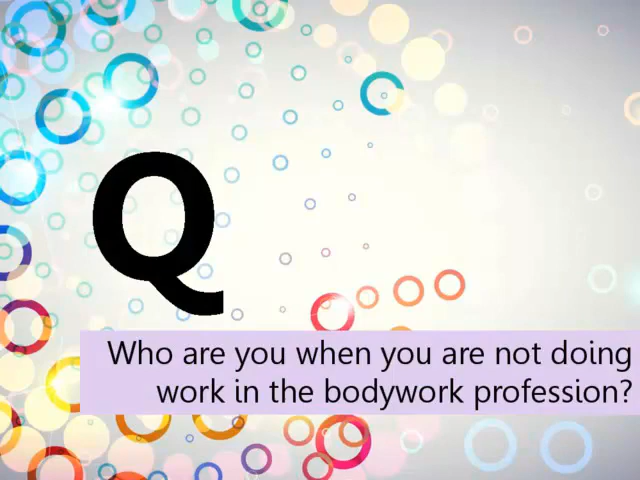 Q
Who are you when you are not doing
work in the bodywork profession?